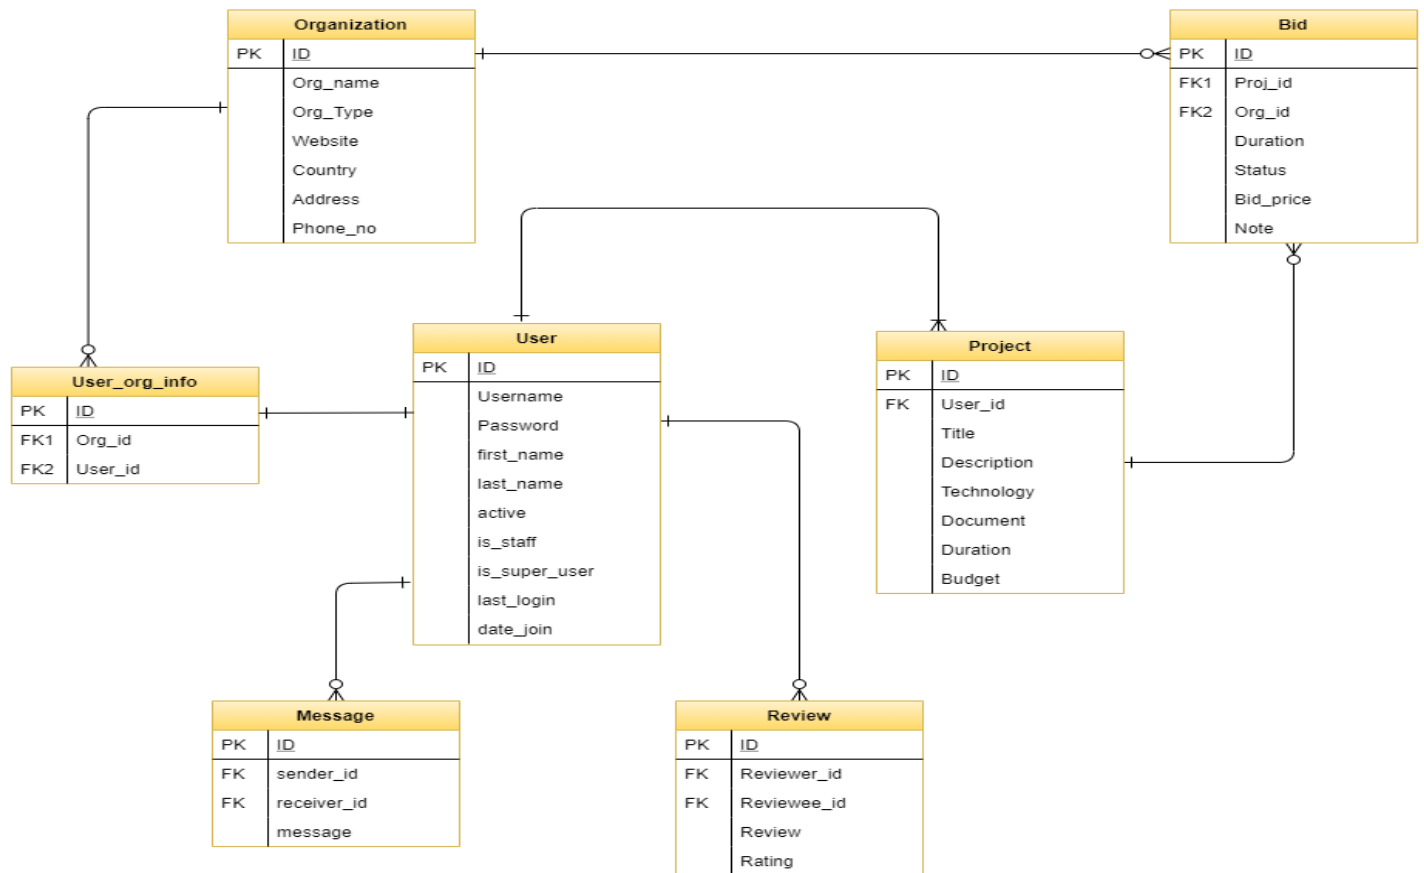 Organization
PK ID
Org_name
Org_Type
Website
Country
Address
Phone_no
Bid
PK ID
FK1 Proj_id
FK2 Org_id
Duration
Status
Bid_price
Note
User_org_info
PK ID
FK1 Org_id
FK2 User_id
User
PK ID
Username
Password
first_name
last_name
active
is_staff
is_super_user
last_login
date_join
Project
PK ID
FK User_id
Title
Description
Technology
Document
Duration
Budget
Message
PK ID
FK sender_id
FK receiver_id
message
Review
PK ID
FK Reviewer_id
FK Reviewee_id
Review
Rating